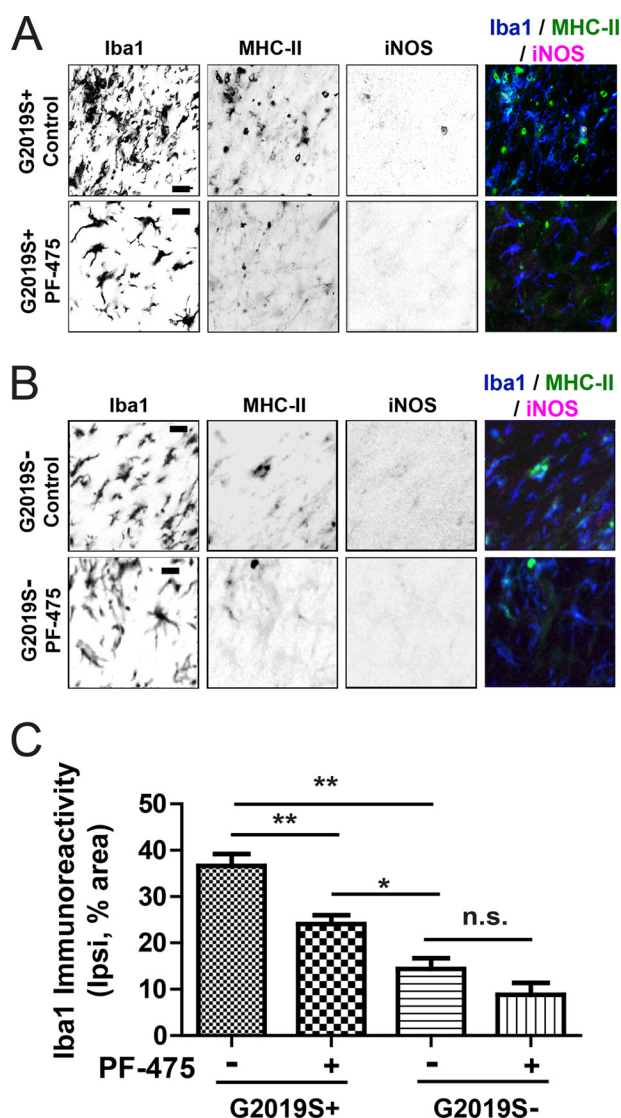 A
Iba1 MHC-II iNOS Iba1 / MHC-II
/ iNOS
G2019S+
Control
G2019S+
PF-475
B
Iba1 MHC-II iNOS Iba1 / MHC-II
/ iNOS
G2019S-
Control
G2019S-
PF-475
C
Iba1 Immunoreactivity
(Ipsi, % area)
50
40
30
20
10
0
**
**
*
n.s.
PF-475 - + - +
G2019S+ G2019S-